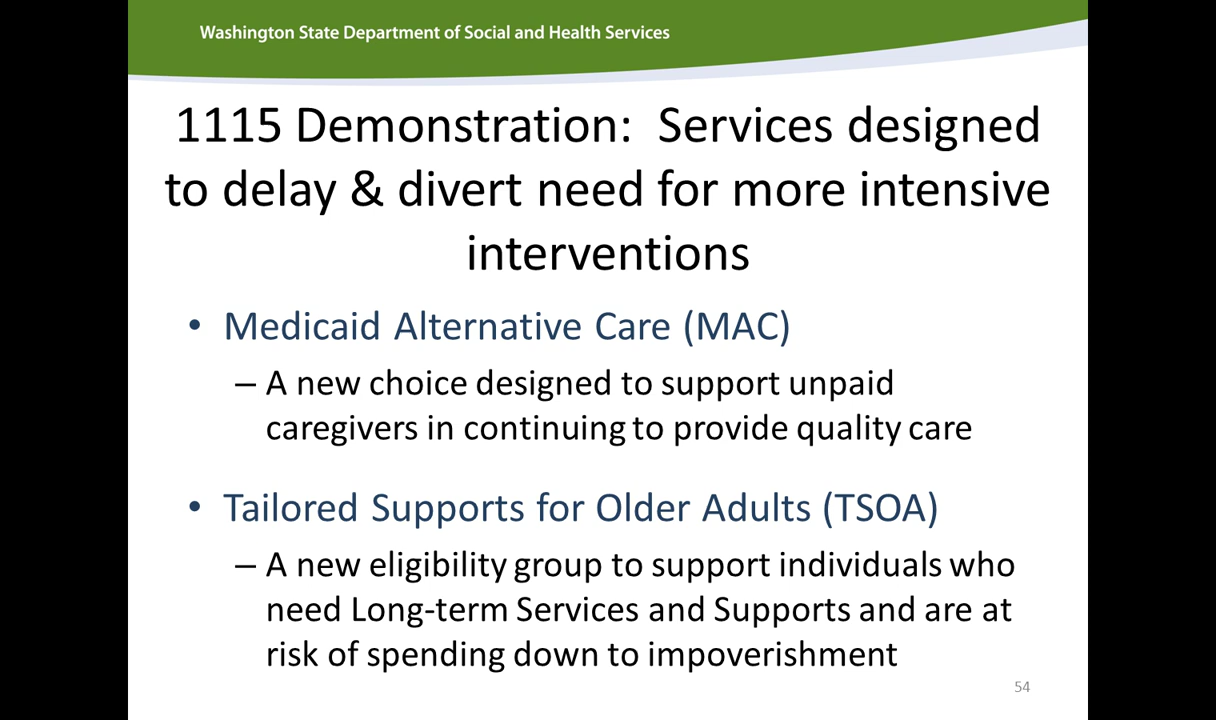 Washington State Department of Social and Health Services
1115 Demonstration: Services designed
to delay & divert need for more intensive
interventions
• Medicaid Alternative Care (MAC)
– A new choice designed to support unpaid
caregivers in continuing to provide quality care
• Tailored Supports for Older Adults (TSOA)
– A new eligibility group to support individuals who
need Long-term Services and Supports and are at
risk of spending down to impoverishment
54